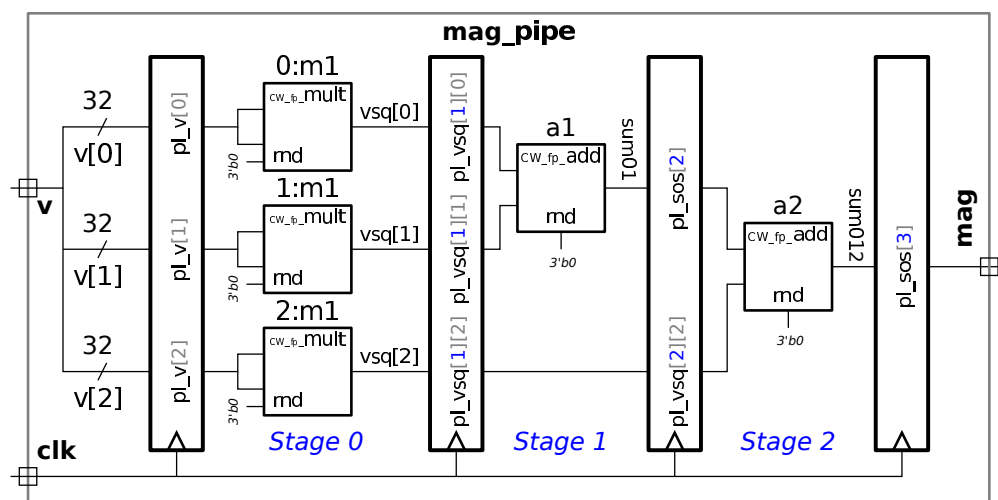 mag_pipe
32
v[0]
32
v[1]
32
v[2]
v
clk
pl_v[0]
pl_v[1]
pl_v[2]
0:m1
CW_fp_mult
rnd
3'b0
1:m1
CW_fp_mult
rnd
3'b0
2:m1
CW_fp_mult
rnd
3'b0
Stage 0
vsq[0]
vsq[1]
vsq[2]
pl_vsq[1][0]
pl_vsq[1][1]
pl_vsq[1][2]
a1
CW_fp_add
rnd
3'b0
Stage 1
sum01
pl_sos[2]
pl_vsq[2][2]
a2
CW_fp_add
rnd
3'b0
Stage 2
sum012
pl_sos[3]
mag